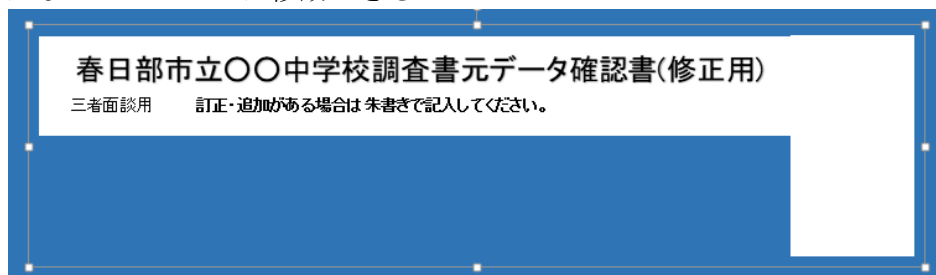 春日部市立〇〇中学校調査書元データ確認書(修正用)
三者面談用 訂正・追加がある場合は朱書きで記入してください。